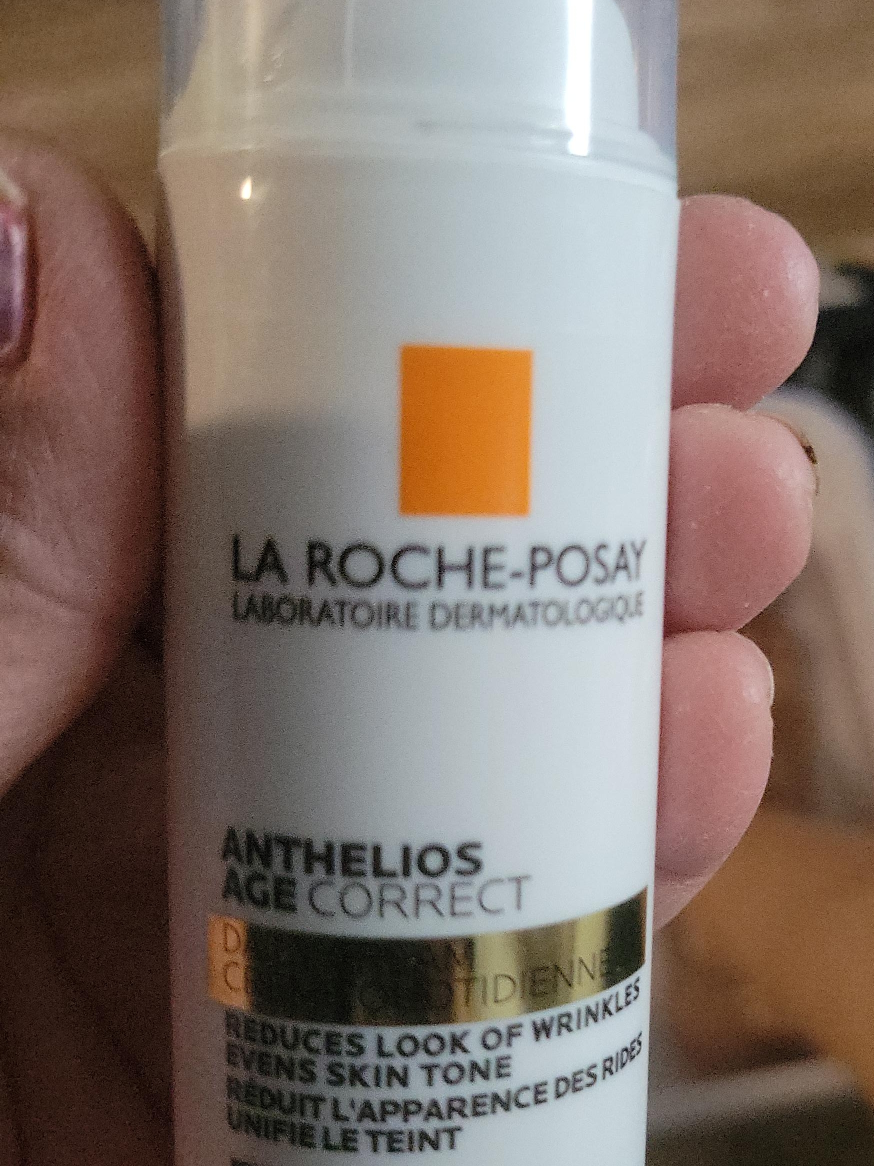 LA ROCHE-POSAY
LABORATOIRE DERMATOLOGIQUE
ANTHELIOS
AGE CORRECT
QUOTIDIENNE
REDUCES LOOK OF WRINKLES
EVENS SKIN TONE
RÉDUIT L'APPARENCE DES RIDES
UNIFIE LE TEINT